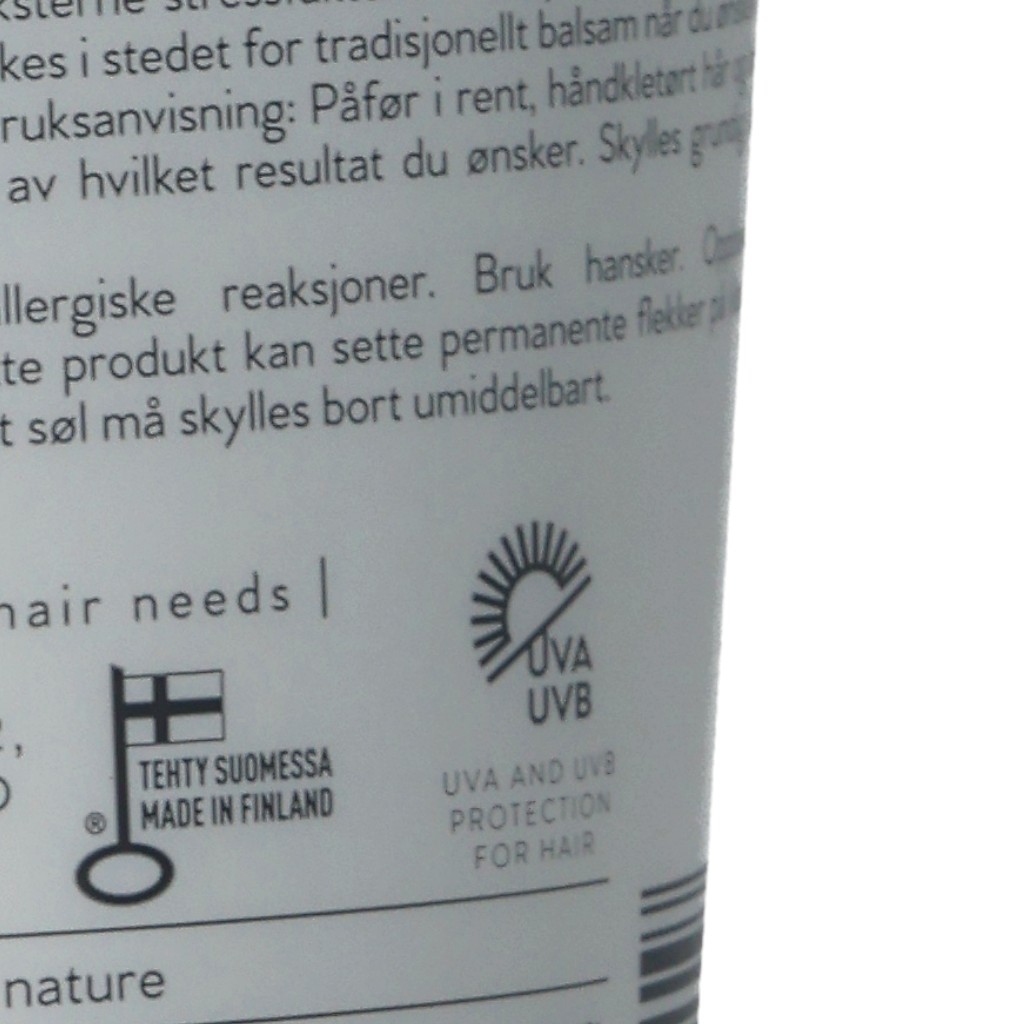 kes i stedet for tradisjonellt balsam når du
ruksanvisning: Påfør i rent, håndkletørt hår
av hvilket resultat du ønsker. Skylles
llergiske reaksjoner. Bruk hansker.
te produkt kan sette permanente flekker på
t søl må skylles bort umiddelbart.
hair needs |
UVA
UVB
TEHTY SUOMESSA
MADE IN FINLAND
®
UVA AND UVB
PROTECTION
FOR HAIR
nature